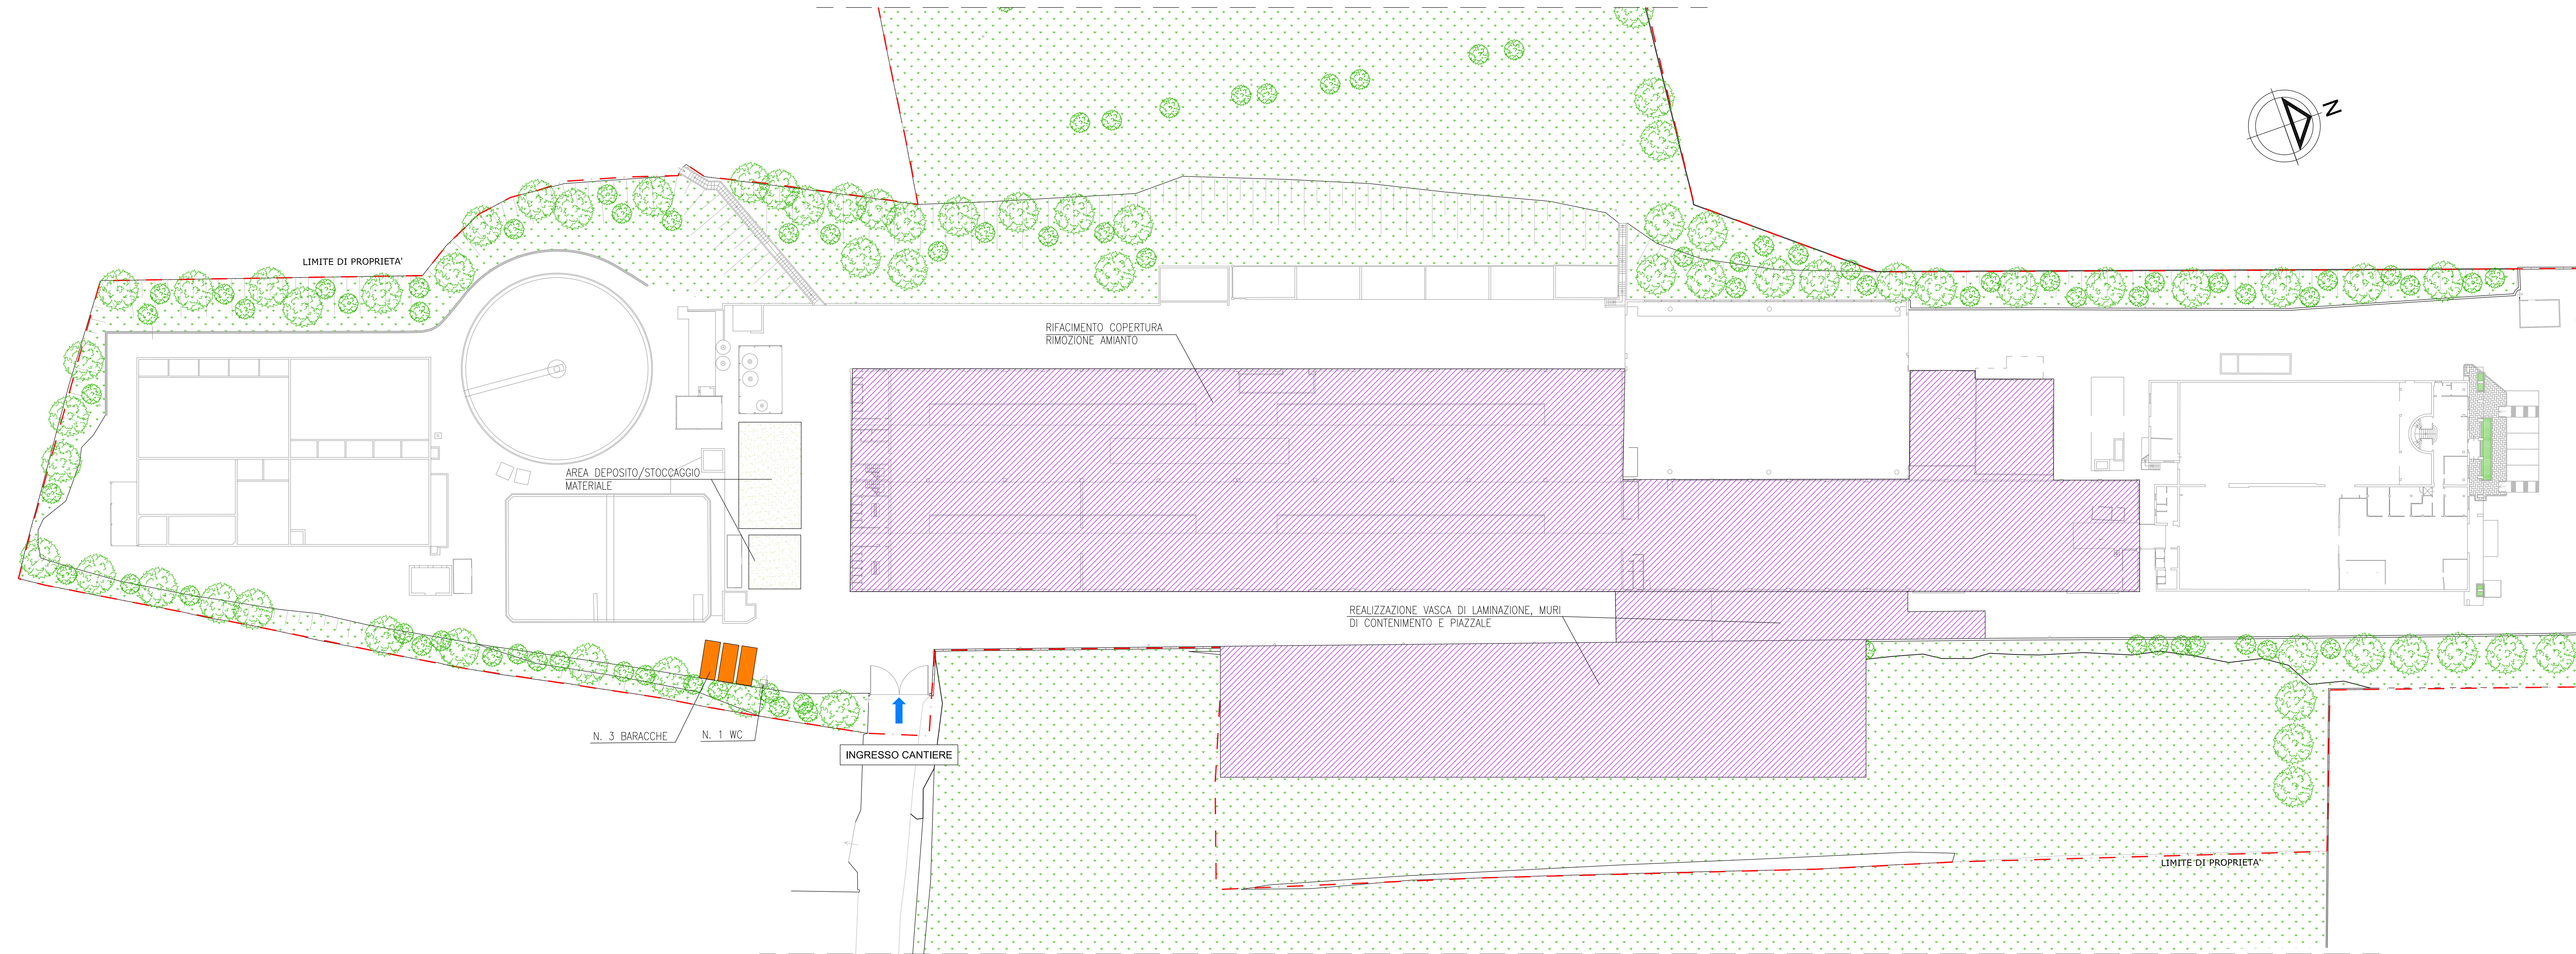 N
LIMITE DI PROPRIETA'
RIFACIMENTO COPERTURA
RIMOZIONE AMIANTO
AREA DEPOSITO/STOCCAGGIO
MATERIALE
REALIZZAZIONE VASCA DI LAMINAZIONE, MURI
DI CONTENIMENTO E PIAZZALE
N. 3 BARACCHE
N. 1 WC
INGRESSO CANTIERE
LIMITE DI PROPRIETA'